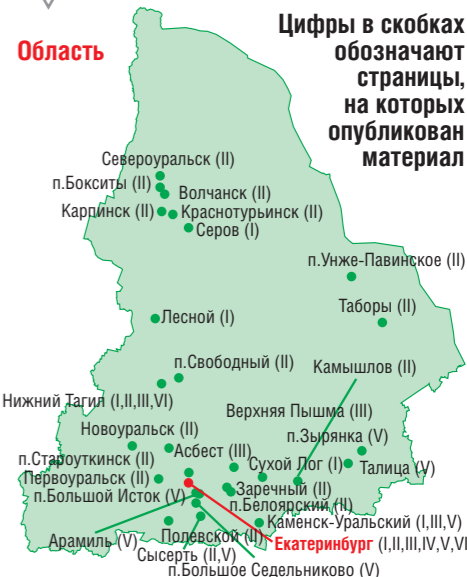 Область
Цифры в скобках
обозначают
страницы,
на которых
опубликован
материал
Североуральск (II)
п.Бокситы (II)
Волчанск (II)
Карпинск (II)
Краснотурьинск (II)
Серов (I)
п.Унже-Павинское (II)
Таборы (II)
Лесной (I)
п.Свободный (II)
Камышлов (II)
Нижний Тагил (I,II,III,VI)
Верхняя Пышма (III)
Новоуральск (II)
п.Зырянка (V)
Асбест (III)
п.Староуткинск (II)
Сухой Лог (I)
Талица (V)
Первоуральск (II)
Заречный (II)
п.Большой Исток (V)
п.Белоярский (II)
Каменск-Уральский (I,III,V)
Арамиль (V)
Полевской (II)
Екатеринбург (I,II,III,IV,V,VI
Сысерть (II,V)
п.Большое Седельниково (V)